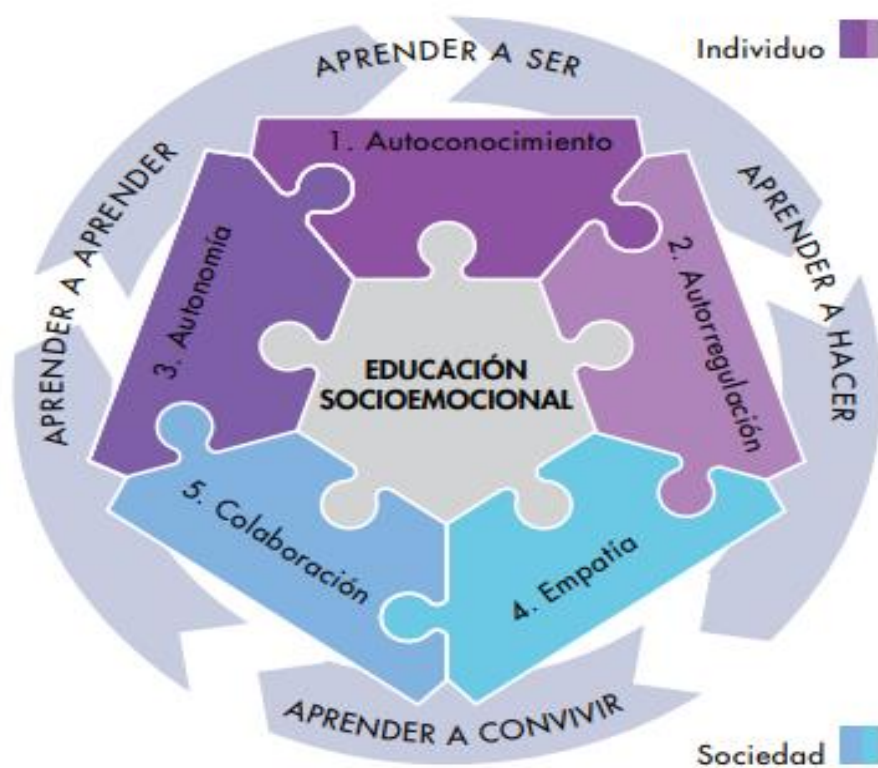 APRENDER A SER
Individuo
1. Autoconocimiento
APRENDER A APRENDER
APRENDER A HACER
3. Autonomía
2. Autorregulación
EDUCACIÓN
SOCIOEMOCIONAL
5. Colaboración
4. Empatía
APRENDER A CONVIVIR
Sociedad